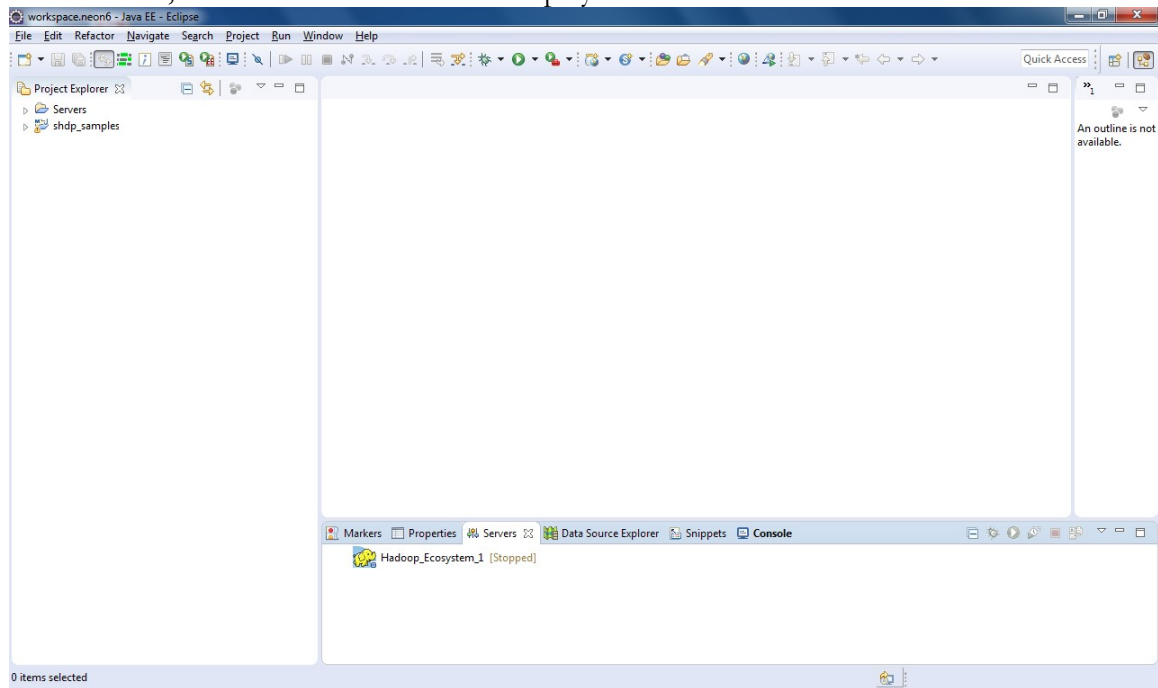 workspace.neon6 - Java EE - Eclipse
File Edit Refactor Navigate Search Project Run Window Help
Quick Access
Project Explorer
Servers
shdp_samples
An outline is not
available.
Markers Properties Servers Data Source Explorer Snippets Console
Hadoop_Ecosystem_1 [Stopped]
0 items selected